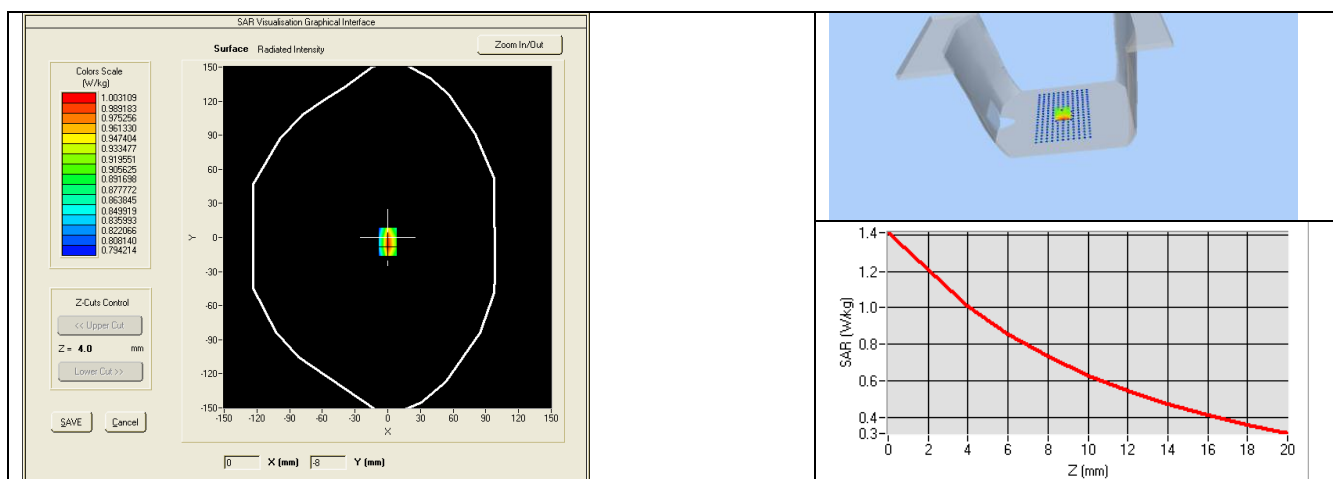 SAR Visualisation Graphical Interface
Surface Radiated Intensity
Zoom In/Out
Colors Scale
(W/kg)
1.003109
0.989183
0.975256
0.961330
0.947404
0.933477
0.919551
0.905625
0.891698
0.877772
0.863845
0.849919
0.835993
0.822066
0.808140
0.794214
Z-Cuts Control
<< Upper Cut
Z = 4.0 mm
Lower Cut >>
SAVE Cancel
150
120
90
60
30
0
-30
-60
-90
-120
-150
Y
-150 -120 -90 -60 -30 0 30 60 90 120 150
X
0 X (mm) -8 Y (mm)
1.4
1.2
1.0
0.8
0.6
0.4
0.3
SAR (W/kg)
0 2 4 6 8 10 12 14 16 18 20
Z (mm)